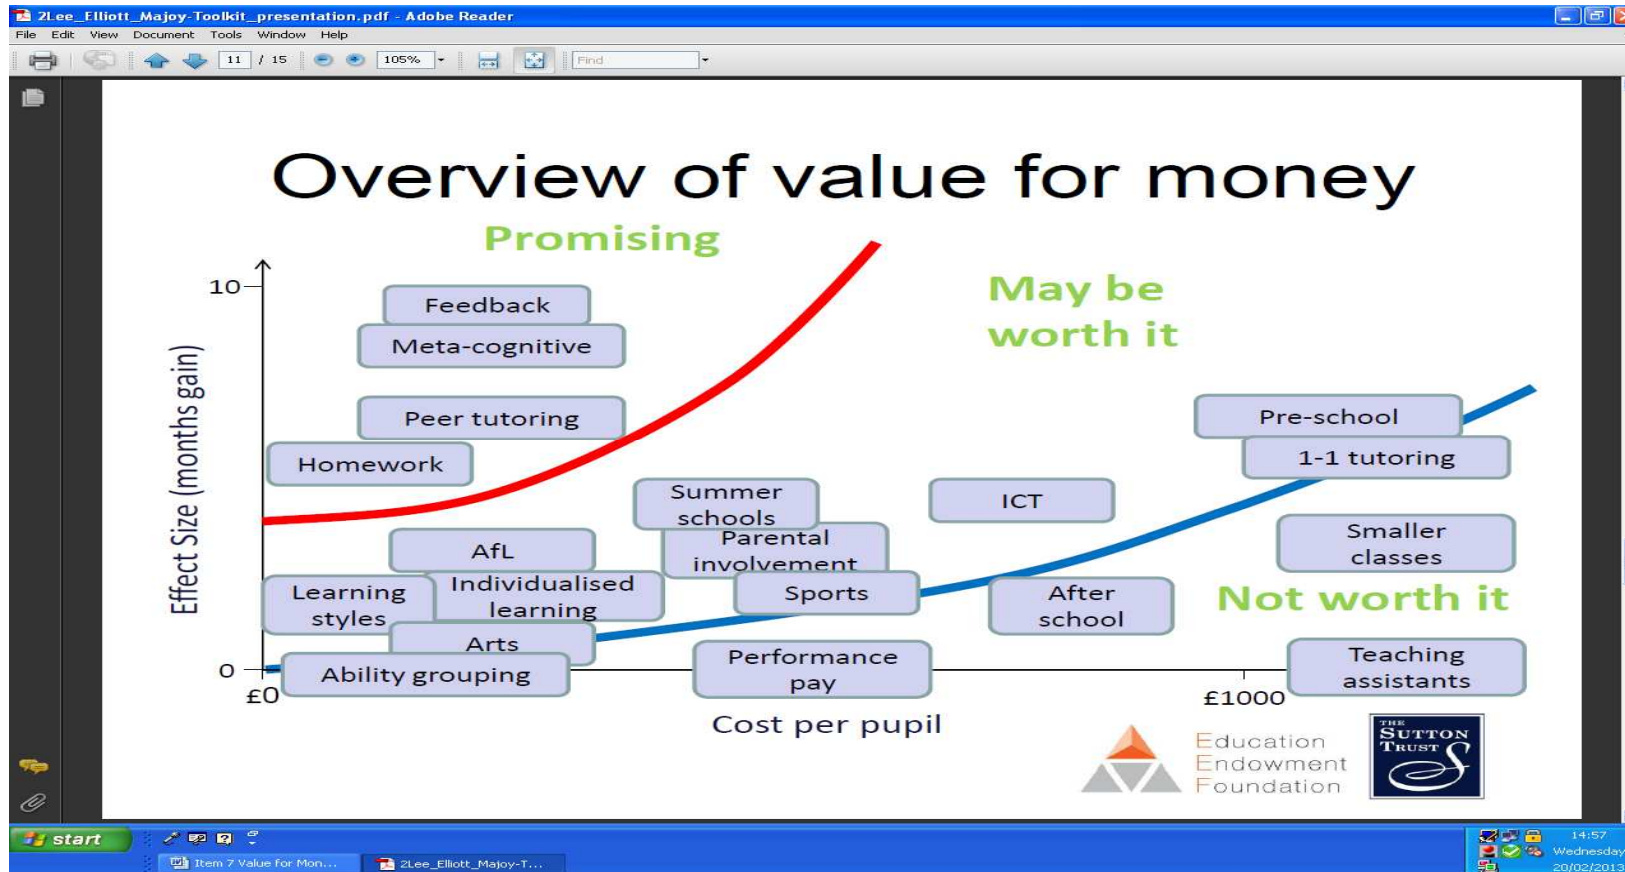 2Lee_Elliott_Majoy-Toolkit_presentation.pdf - Adobe Reader
File Edit View Document Tools Window Help
11 / 15 105% Find
Overview of value for money
Promising
May be
worth it
Not worth it
Effect Size (months gain)
10
0
Feedback
Meta-cognitive
Peer tutoring
Homework
Summer
schools
Parental
involvement
ICT
Pre-school
1-1 tutoring
Smaller
classes
AfL
Individualised
learning
Learning
styles
Sports
After
school
Arts
Ability grouping
Performance
pay
Teaching
assistants
£0
£1000
Cost per pupil
Education
Endowment
Foundation
THE
SUTTON
TRUST
S
start
Item 7 Value for Mon...
2Lee_Elliott_Majoy-T...
14:57
Wednesday
20/02/2013